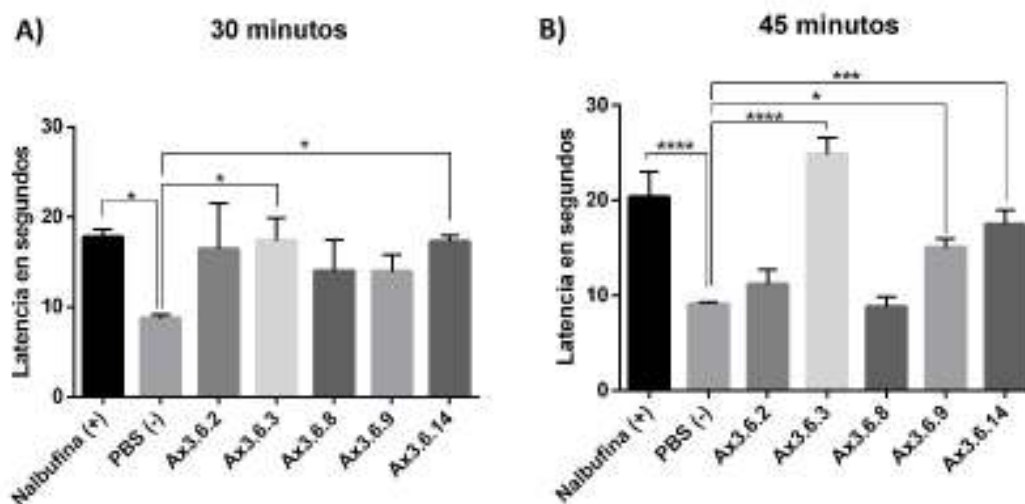 A)
30 minutos
Latencia en segundos
30
20
10
0
*
*
*
Nalbufina (+)
PBS (-)
Ax3.6.2
Ax3.6.3
Ax3.6.8
Ax3.6.9
Ax3.6.14
B)
45 minutos
Latencia en segundos
30
20
10
0
****
****
*
***
Nalbufina (+)
PBS (-)
Ax3.6.2
Ax3.6.3
Ax3.6.8
Ax3.6.9
Ax3.6.14